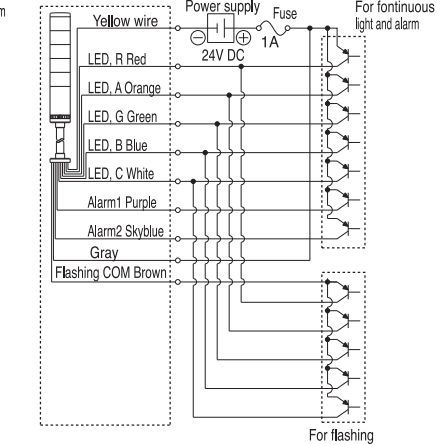 m
Power supply
Fuse
For fontinuous
light and alarm
Yellow wire
1A
24V DC
LED, R Red
LED, A Orange
LED, G Green
LED, B Blue
LED, C White
Alarm1 Purple
Alarm2 Skyblue
Gray
Flashing COM Brown
For flashing